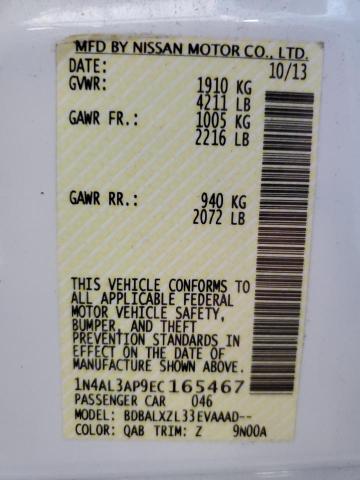 MFD BY NISSAN MOTOR CO., LTD.
DATE: 10/13
GVWR: 1910 KG
4211 LB
GAWR FR.: 1005 KG
2216 LB
GAWR RR.: 940 KG
2072 LB
THIS VEHICLE CONFORMS TO
ALL APPLICABLE FEDERAL
MOTOR VEHICLE SAFETY,
BUMPER, AND THEFT
PREVENTION STANDARDS IN
EFFECT ON THE DATE OF
MANUFACTURE SHOWN ABOVE.
1N4AL3AP9EC165467
PASSENGER CAR 046
MODEL: BDBALXZL33EVAAAD--
COLOR: QAB TRIM: Z 9N00A